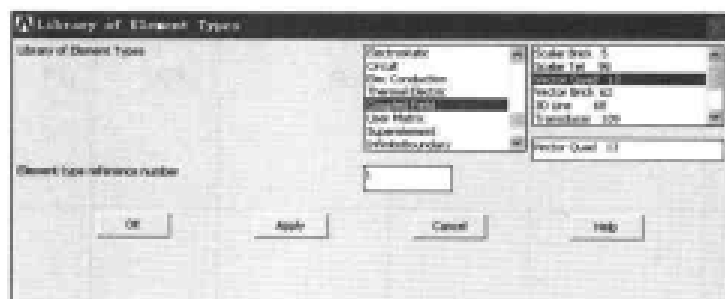 Library of Element Types
Library of Element Types
Electrostatic
Circuit
Elec Conduction
Thermal Electric
Coupled Field
User Matrix
Superelement
InfiniteBoundary
Scalar Brick 5
Scalar Tet 98
Vector Quad 13
Vector Brick 62
3D Line 68
Transducer 109
Vector Quad 13
Element type reference number
1
OK
Apply
Cancel
Help